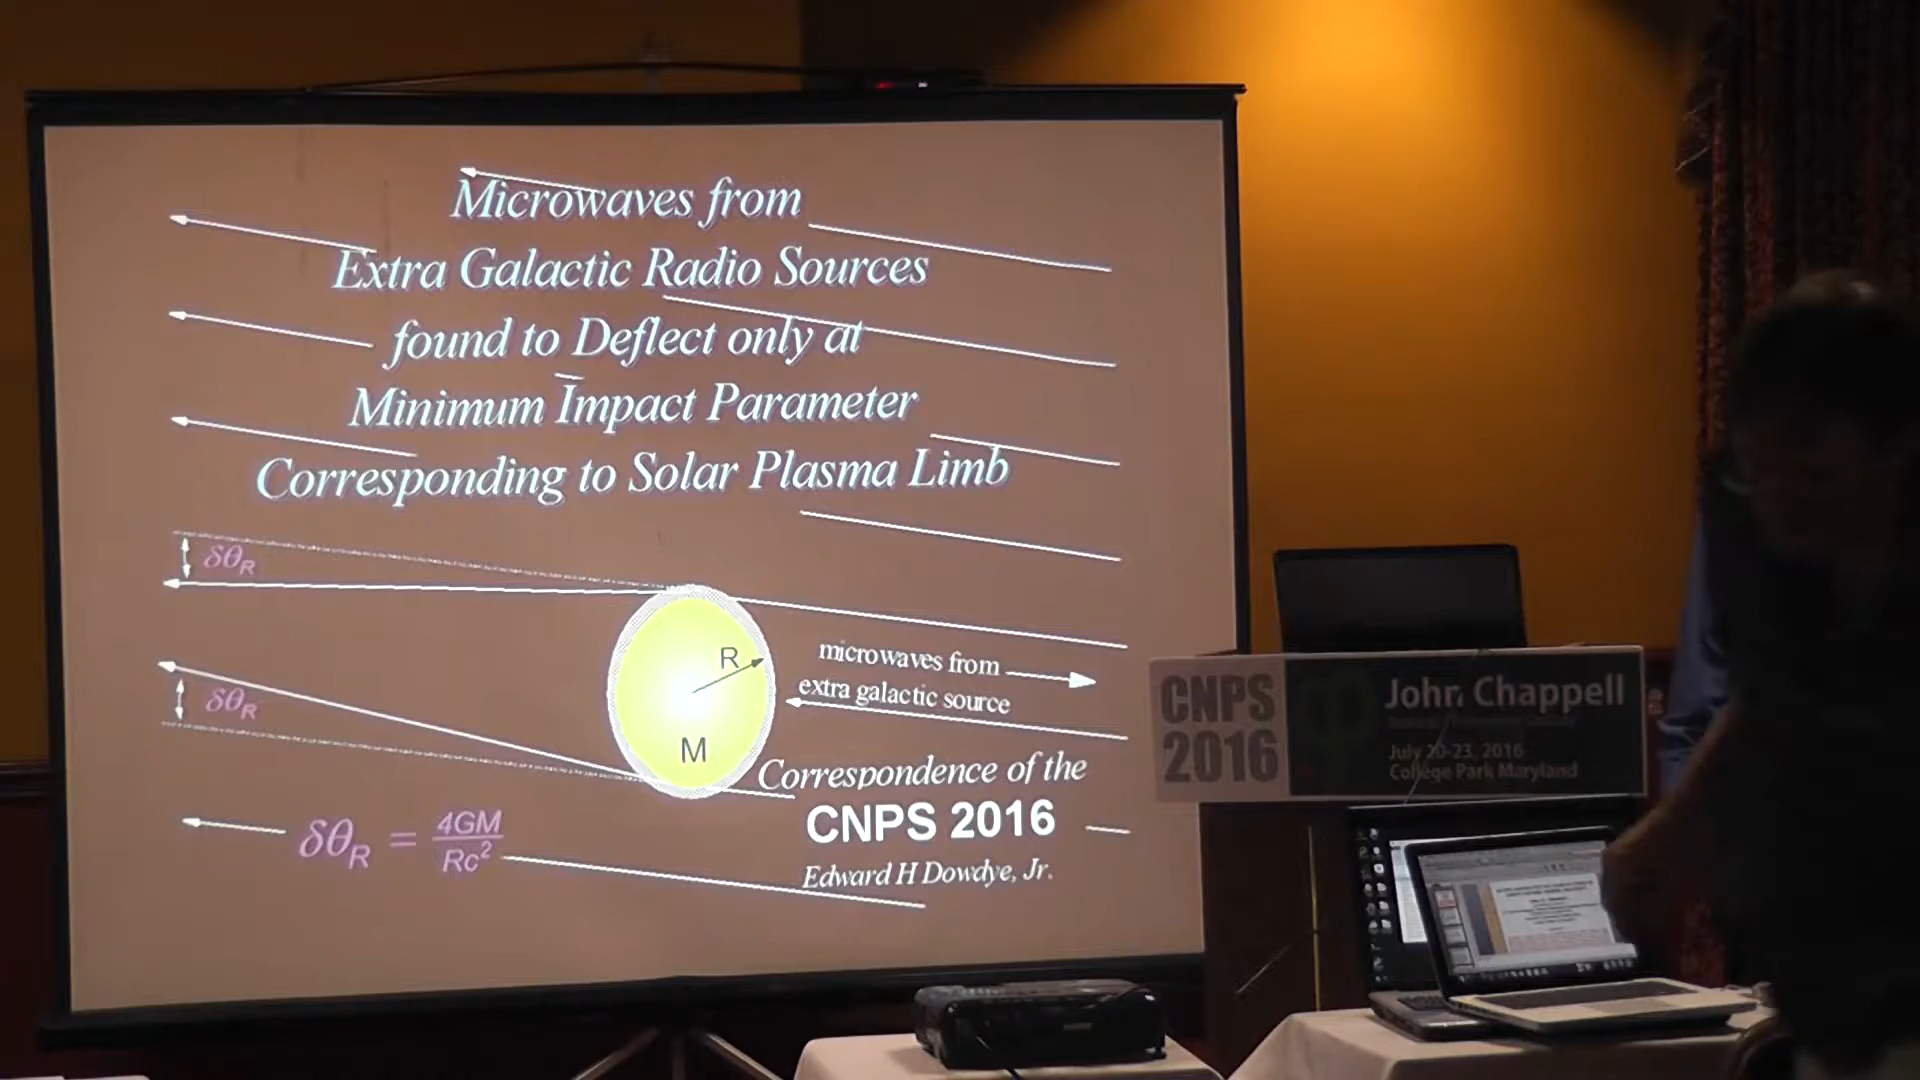 Microwaves from
Extra Galactic Radio Sources
found to Deflect only at
Minimum Impact Parameter
Corresponding to Solar Plasma Limb
δθR
R
microwaves from
extra galactic source
δθR
M
Correspondence of the
CNPS 2016
δθR = 4GM
Rc²
Edward H Dowdye, Jr.
CNPS
2016
John Chappell
July 20-23, 2016
College Park Maryland